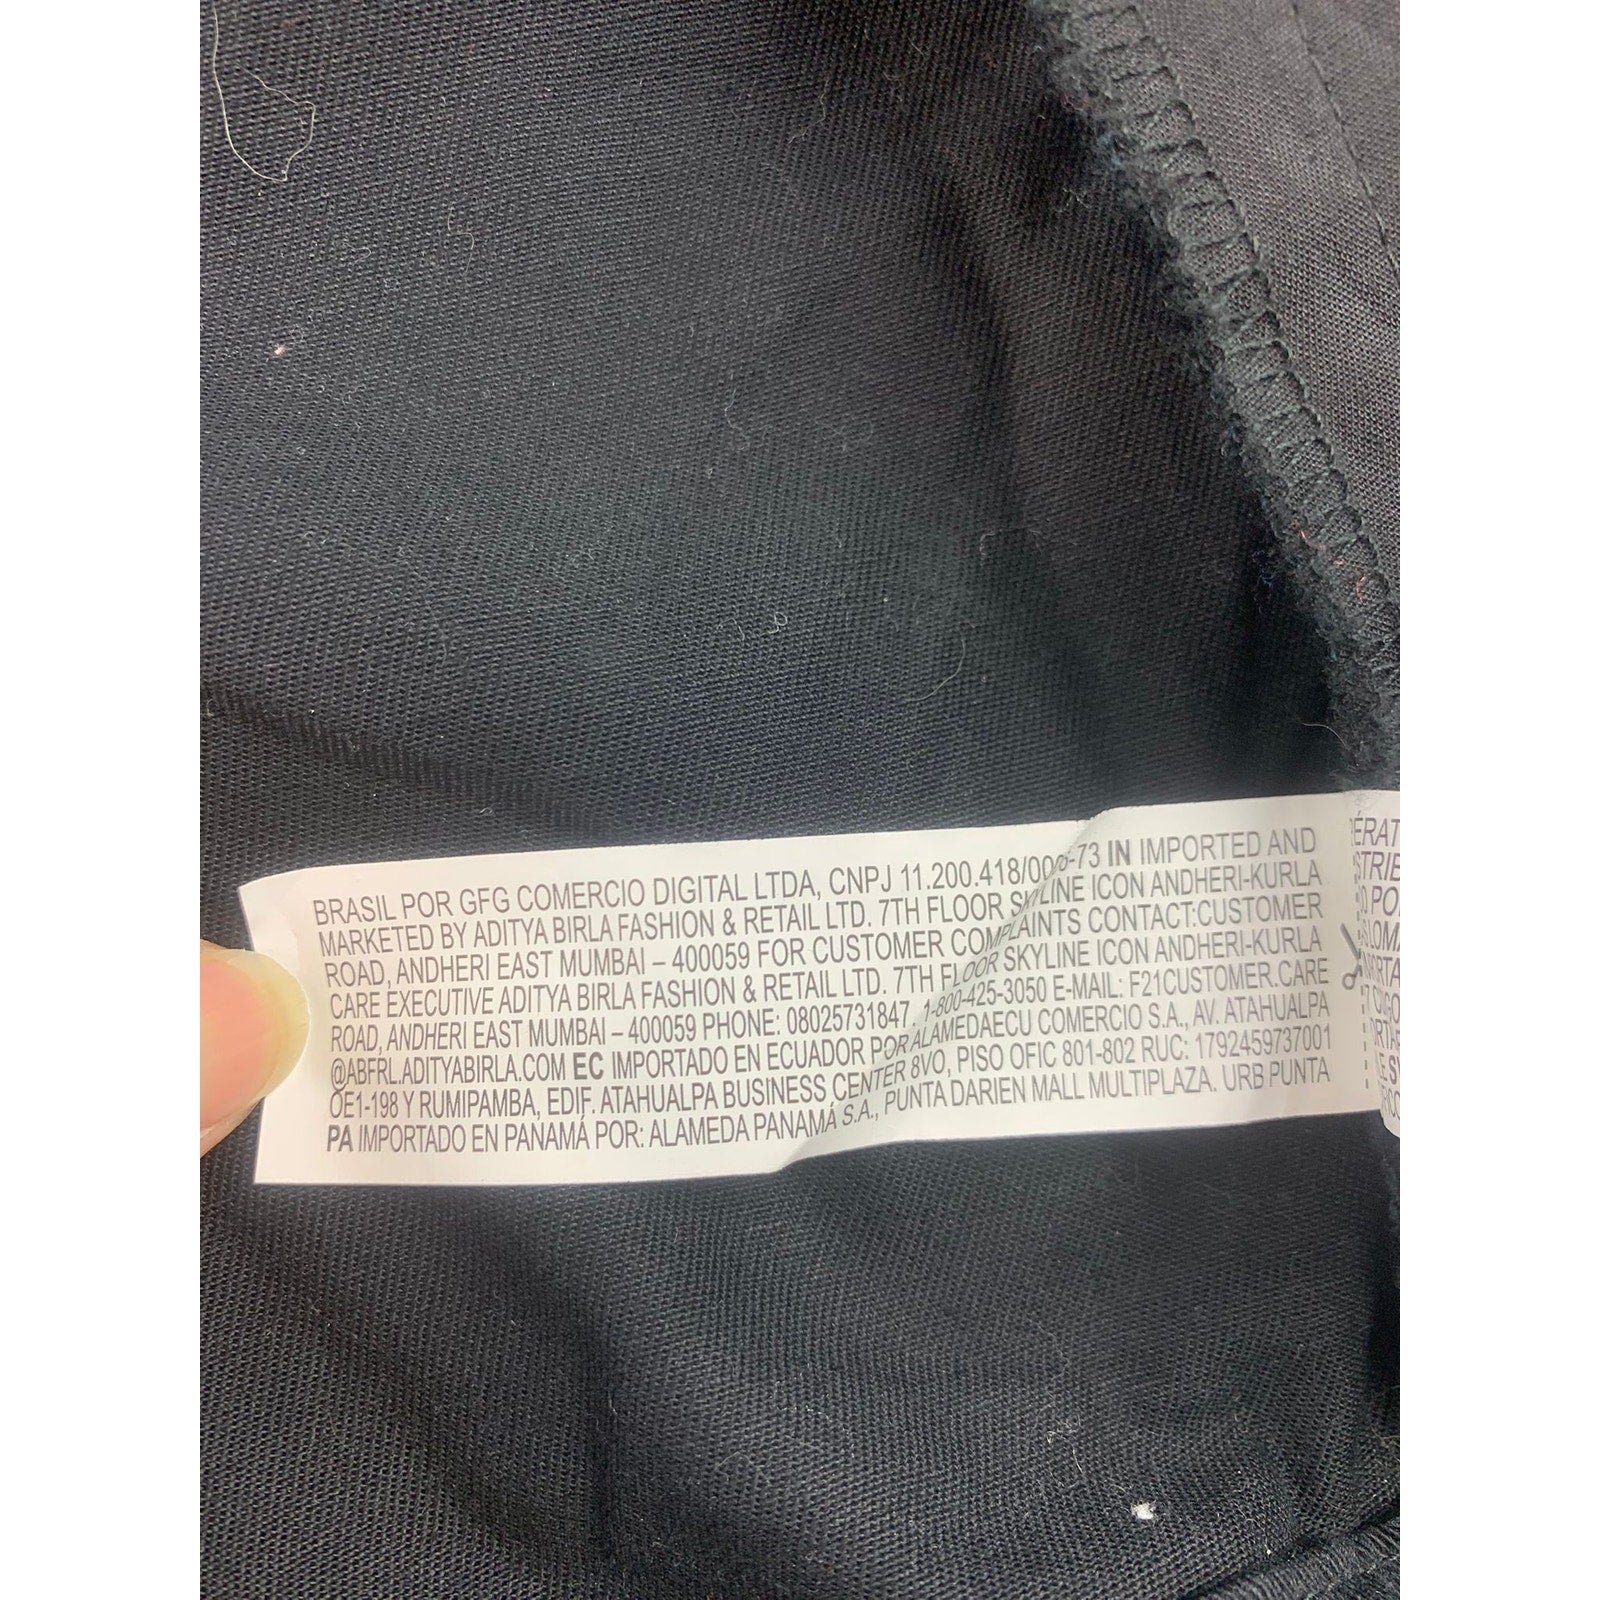 BRASIL POR GFG COMERCIO DIGITAL LTDA, CNPJ 11.200.418/0006-73 IN IMPORTED AND
MARKETED BY ADITYA BIRLA FASHION & RETAIL LTD. 7TH FLOOR SKYLINE ICON ANDHERI-KURLA
ROAD, ANDHERI EAST MUMBAI – 400059 FOR CUSTOMER COMPLAINTS CONTACT:CUSTOMER
CARE EXECUTIVE ADITYA BIRLA FASHION & RETAIL LTD. 7TH FLOOR SKYLINE ICON ANDHERI-KURLA
ROAD, ANDHERI EAST MUMBAI – 400059 PHONE: 08025731847, 1-800-425-3050 E-MAIL: F21CUSTOMER.CARE
@ABFRL.ADITYABIRLA.COM EC IMPORTADO EN ECUADOR POR ALAMEDAECU COMERCIO S.A., AV. ATAHUALPA
OE1-198 Y RUMIPAMBA, EDIF. ATAHUALPA BUSINESS CENTER 8VO, PISO OFIC 801-802 RUC: 1792459737001
PA IMPORTADO EN PANAMÁ POR: ALAMEDA PANAMÁ S.A., PUNTA DARIEN MALL MULTIPLAZA. URB PUNTA